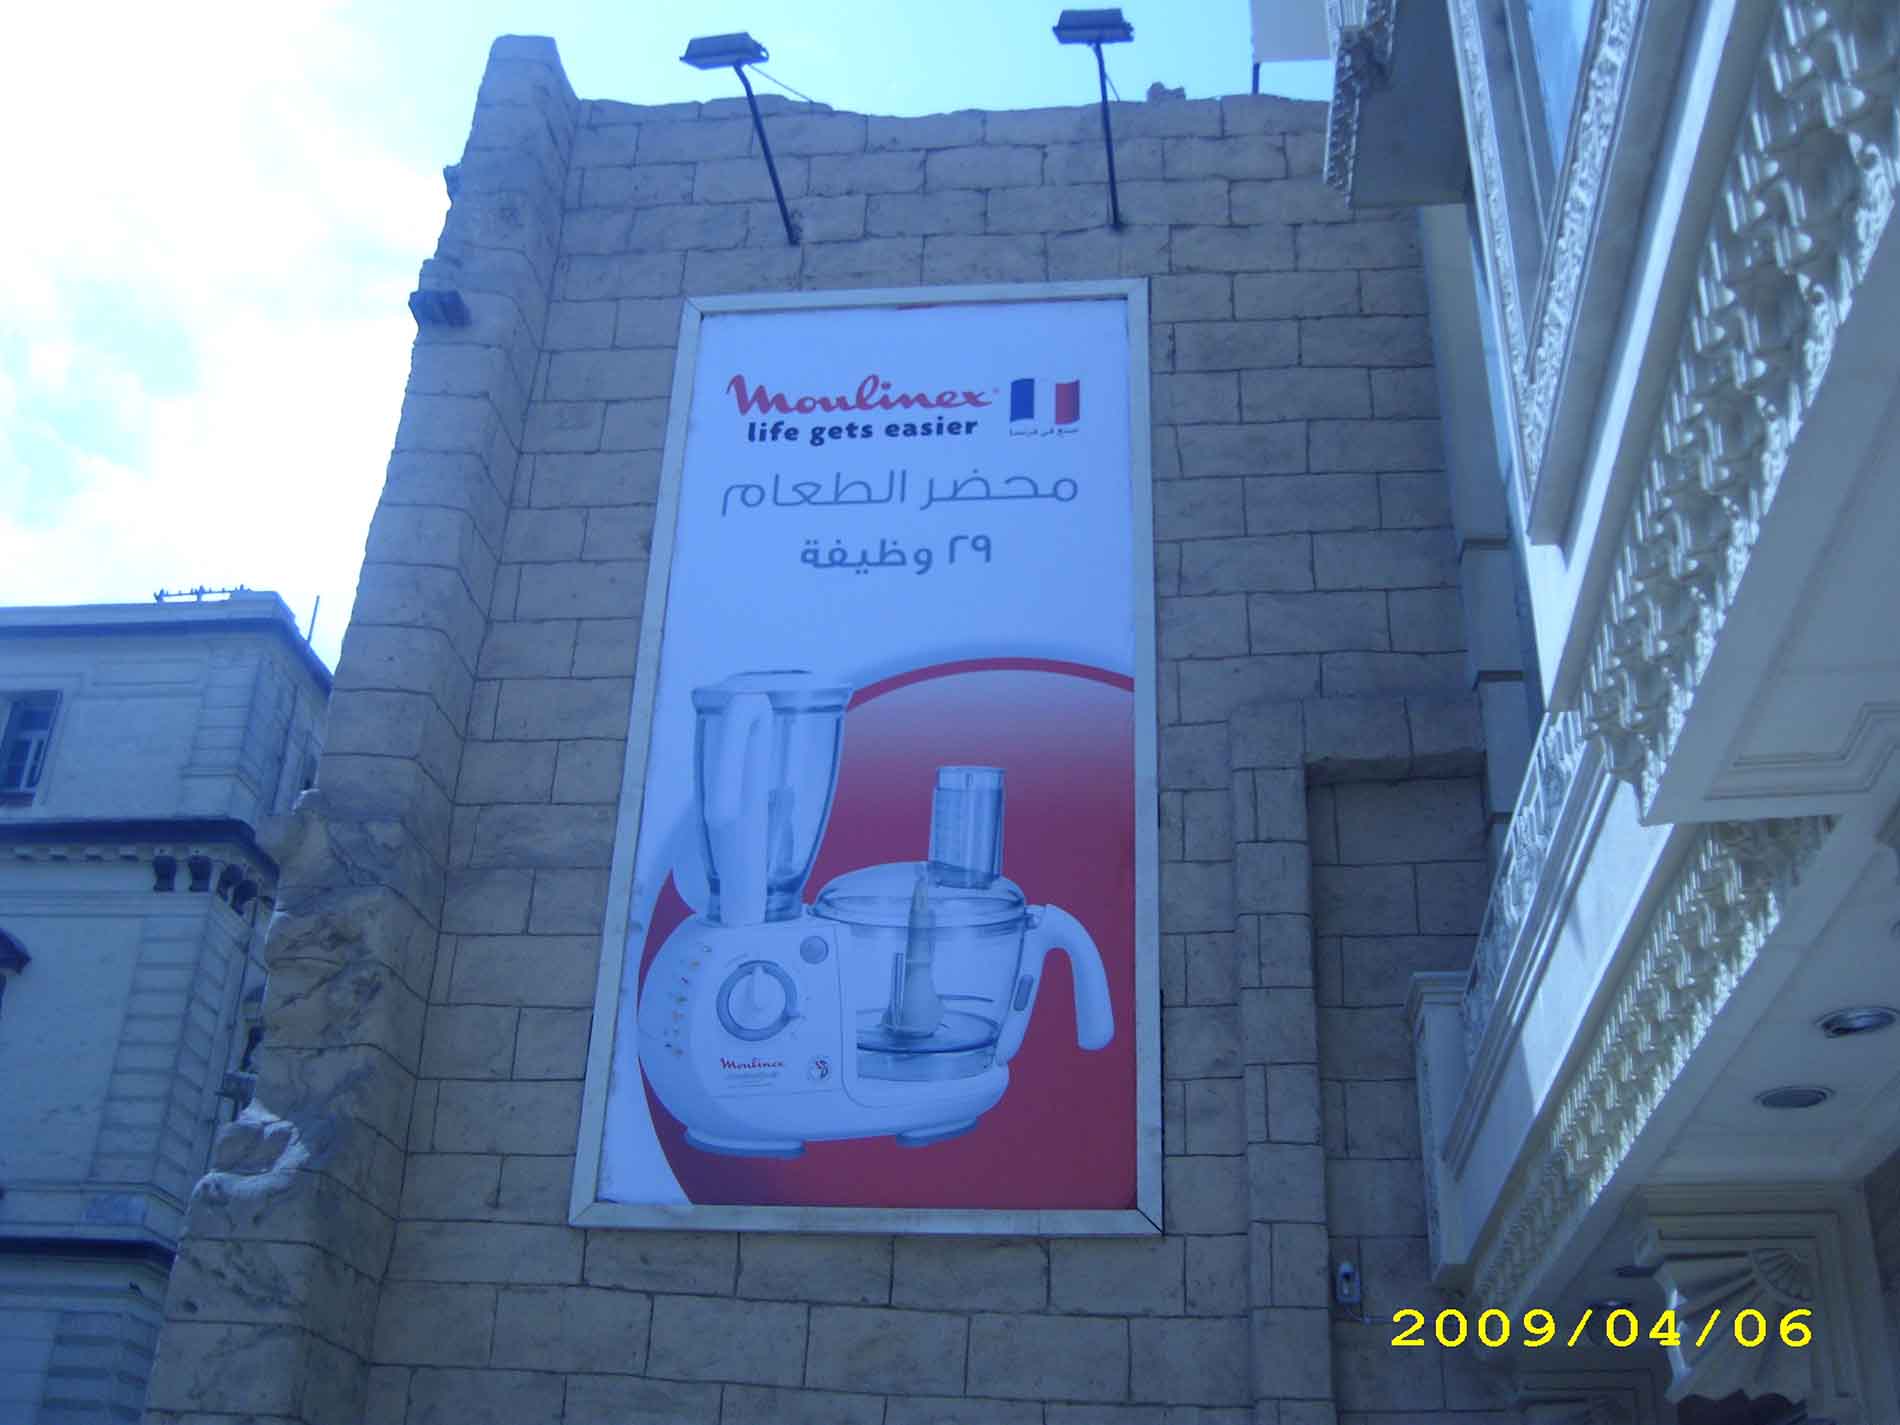 Moulinex
life gets easier
صنع في فرنسا
محضر الطعام
٢٩ وظيفة
Moulinex
2009/04/06